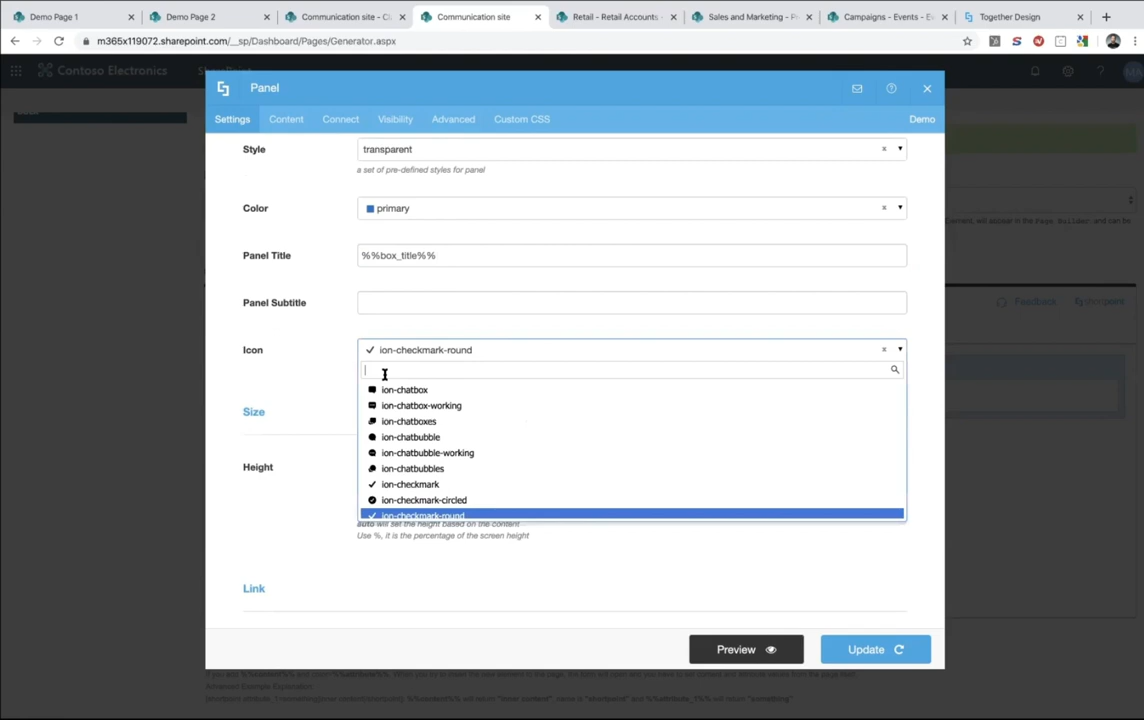 Demo Page 1
Demo Page 2
Communication site - C
Communication site
Retail - Retail Accounts
Sales and Marketing - P
Campaigns - Events - E
Together Design
m365x119072.sharepoint.com/__sp/Dashboard/Pages/Generator.aspx
Contoso Electronics
Panel
Settings
Content
Connect
Visibility
Advanced
Custom CSS
Demo
Style
transparent
a set of pre-defined styles for panel
Color
primary
Panel Title
%%box_title%%
Panel Subtitle
Icon
ion-checkmark-round
ion-chatbox
ion-chatbox-working
ion-chatboxes
ion-chatbubble
ion-chatbubble-working
ion-chatbubbles
ion-checkmark
ion-checkmark-circled
ion-checkmark-round
Size
Height
auto will set the height based on the content
Use %, it is the percentage of the screen height
Link
Preview
Update
Feedback
Advanced Example Explanation